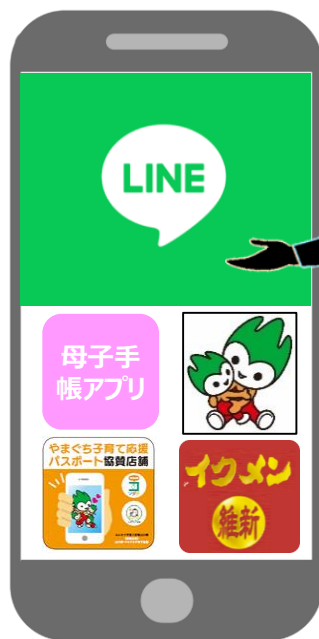 LINE
母子手
帳アプリ
やまぐち子育て応援
パスポート協賛店舗
イクメン
維新